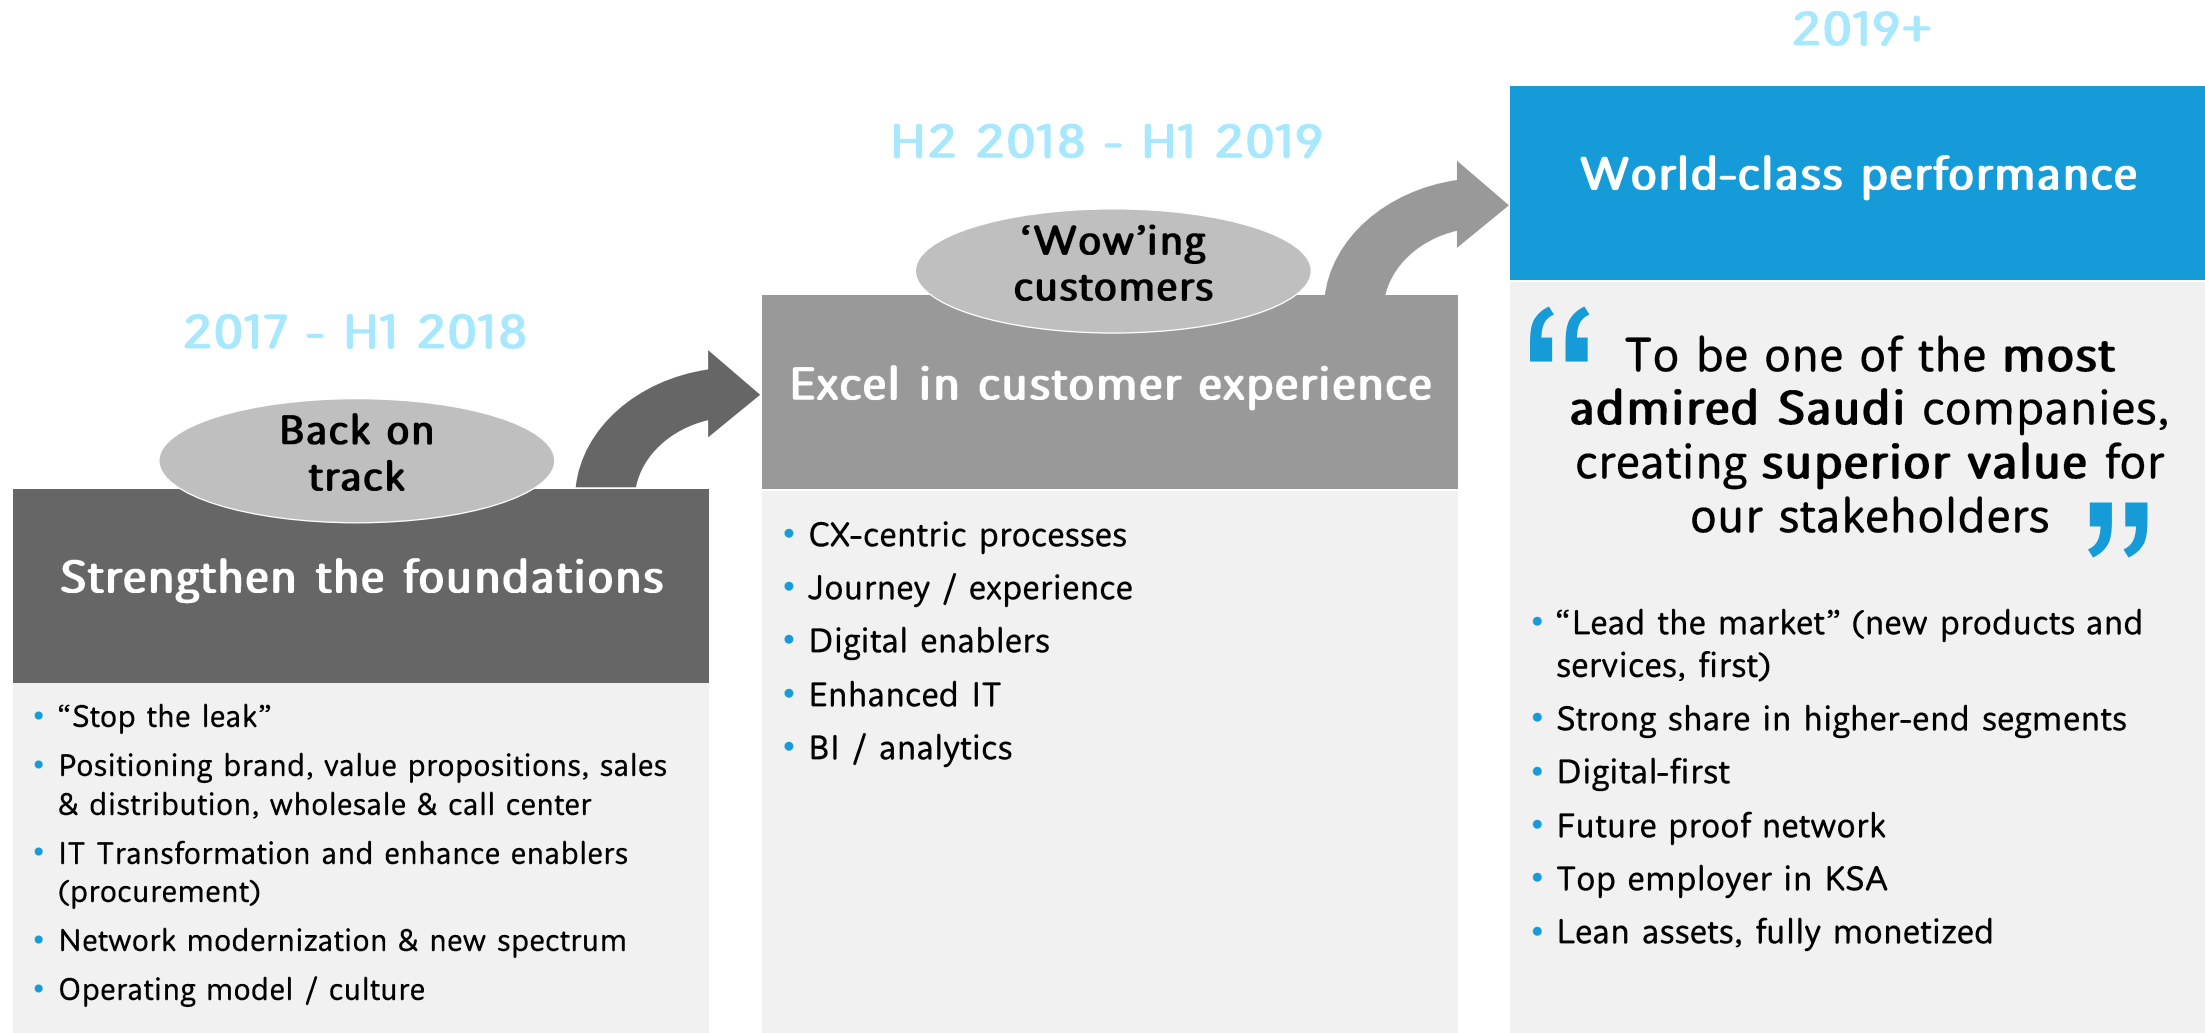 2017 - H1 2018
Back on
track
Strengthen the foundations
• “Stop the leak”
• Positioning brand, value propositions, sales
& distribution, wholesale & call center
• IT Transformation and enhance enablers
(procurement)
• Network modernization & new spectrum
• Operating model / culture
H2 2018 - H1 2019
‘Wow’ing
customers
Excel in customer experience
• CX-centric processes
• Journey / experience
• Digital enablers
• Enhanced IT
• BI / analytics
2019+
World-class performance
“ To be one of the most
admired Saudi companies,
creating superior value for
our stakeholders ”
• “Lead the market” (new products and
services, first)
• Strong share in higher-end segments
• Digital-first
• Future proof network
• Top employer in KSA
• Lean assets, fully monetized